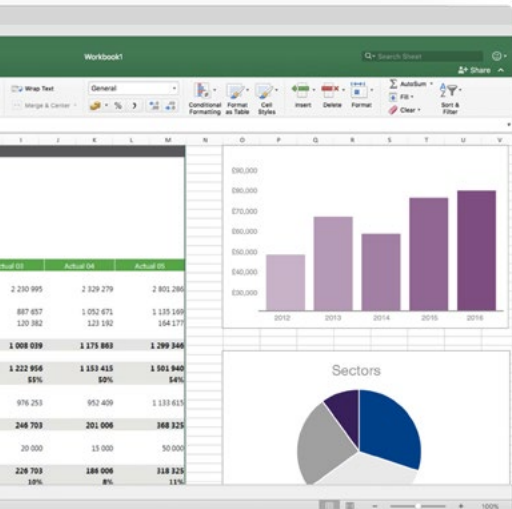 Workbook1
Search Sheet
Share
Wrap Text
General
Merge & Center
% )
Conditional Formatting
Format as Table
Cell Styles
Insert
Delete
Format
AutoSum
Fill
Clear
Sort & Filter
I J K L M N O P Q R S T U V
Actual 03 Actual 04 Actual 05
2 230 995 2 329 279 2 801 286
887 657 1 052 671 1 135 169
120 382 123 192 164 177
1 008 039 1 175 863 1 299 346
1 222 956 1 153 415 1 501 940
55% 50% 54%
976 253 952 409 1 133 615
246 703 201 006 368 325
20 000 15 000 50 000
226 703 186 006 318 325
10% 8% 11%
£90,000
£80,000
£70,000
£60,000
£50,000
£40,000
£30,000
2012 2013 2014 2015 2016
Sectors
100%